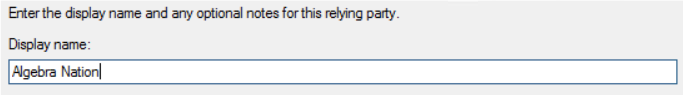 Enter the display name and any optional notes for this relying party.
Display name:
Algebra Nation